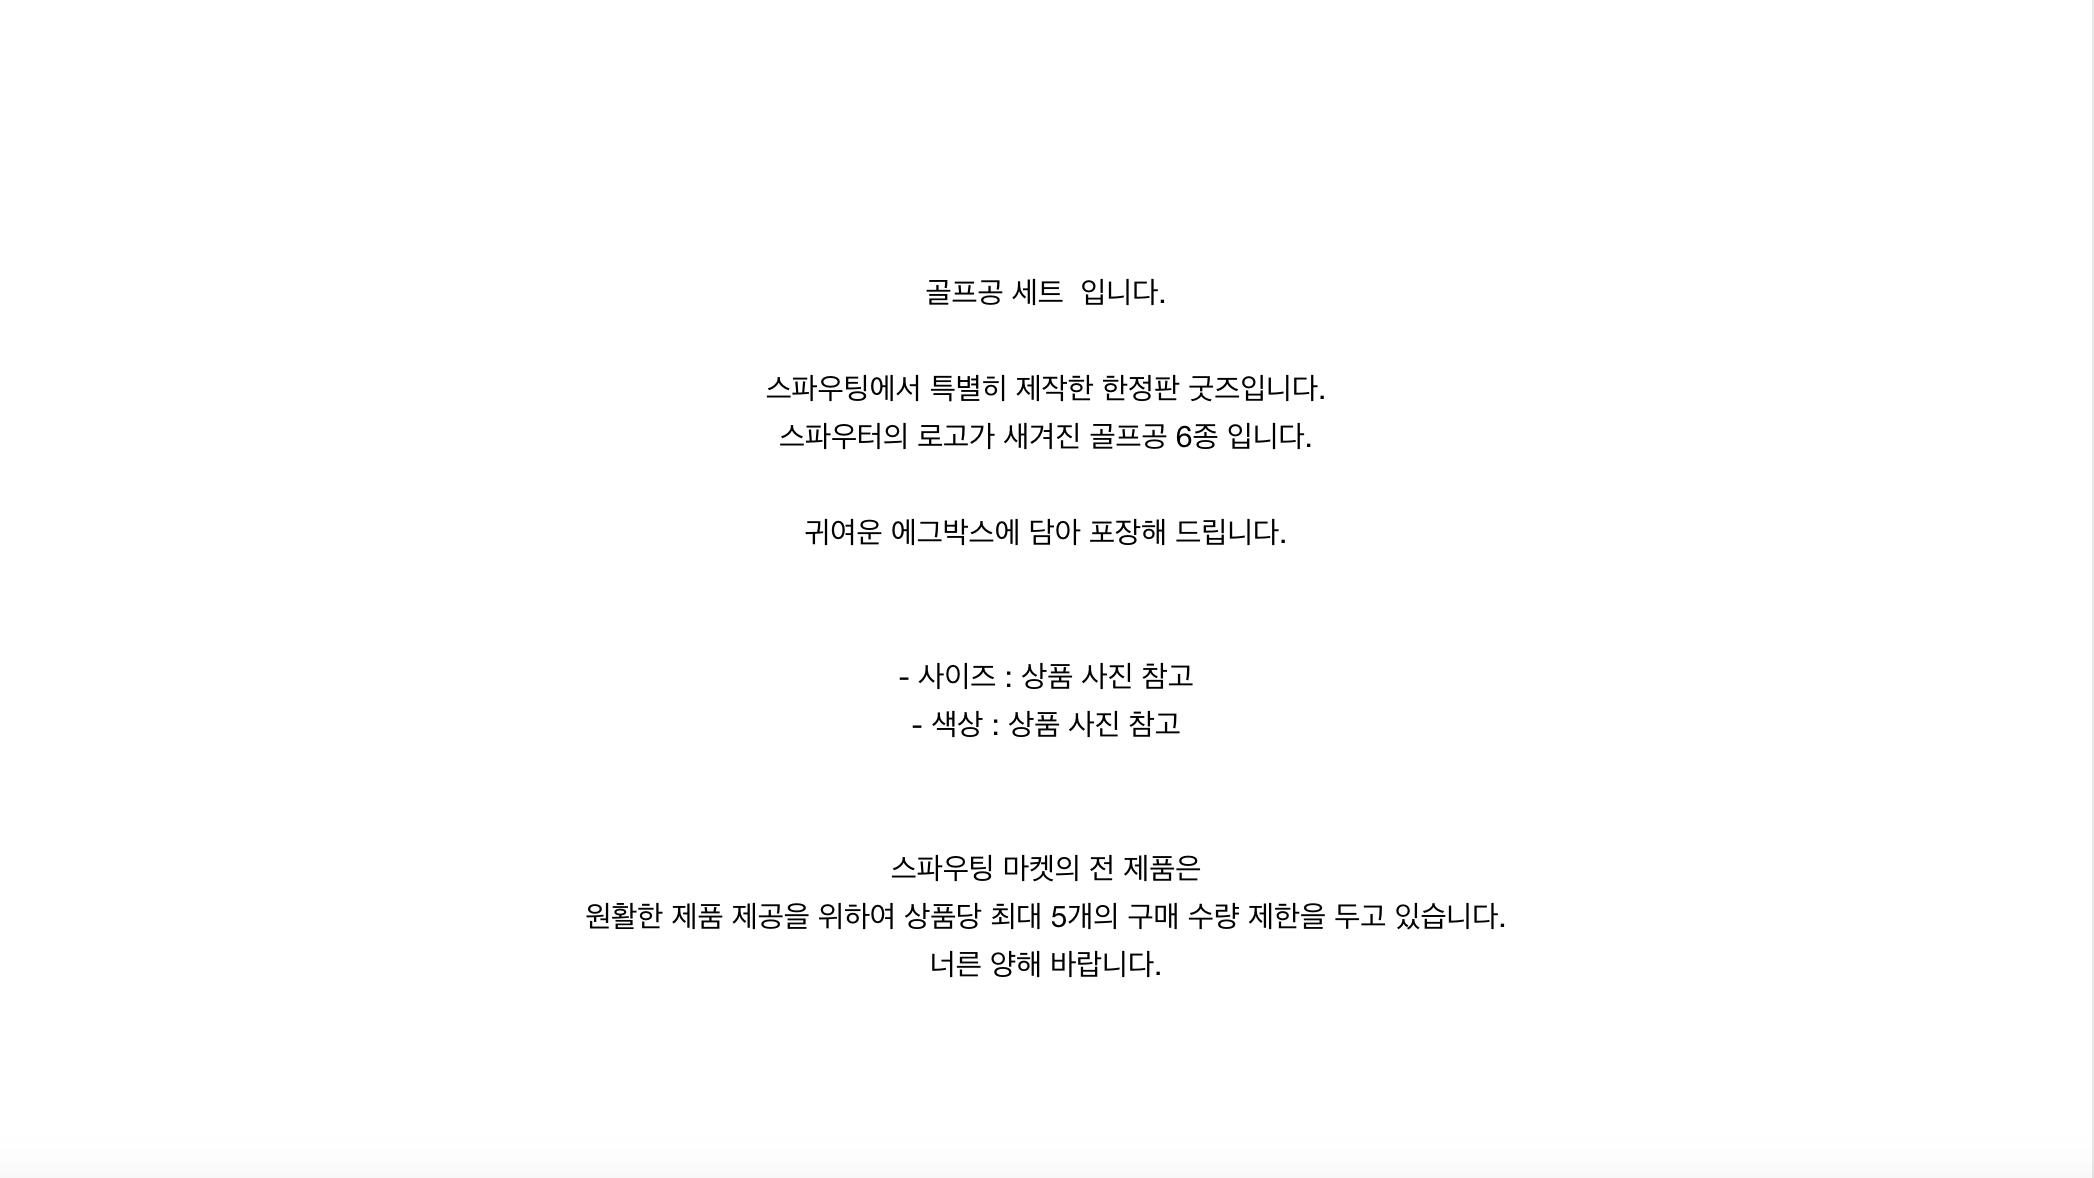 골프공 세트  입니다.
스파우팅에서 특별히 제작한 한정판 굿즈입니다.
스파우터의 로고가 새겨진 골프공 6종 입니다.
귀여운 에그박스에 담아 포장해 드립니다.
- 사이즈 : 상품 사진 참고
- 색상 : 상품 사진 참고
스파우팅 마켓의 전 제품은
원활한 제품 제공을 위하여 상품당 최대 5개의 구매 수량 제한을 두고 있습니다.
너른 양해 바랍니다.